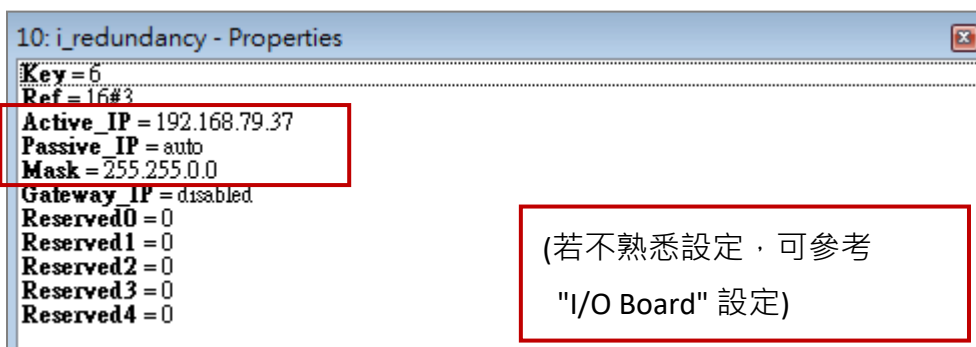 10: i_redundancy - Properties
Key = 6
Ref = 16#3
Active_IP = 192.168.79.37
Passive_IP = auto
Mask = 255.255.0.0
Gateway_IP = disabled
Reserved0 = 0
Reserved1 = 0
Reserved2 = 0
Reserved3 = 0
Reserved4 = 0
(若不熟悉設定，可參考
"I/O Board" 設定)